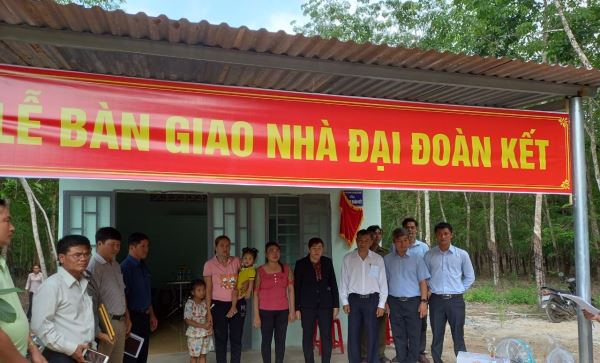 LỄ BÀN GIAO NHÀ ĐẠI ĐOÀN KẾT